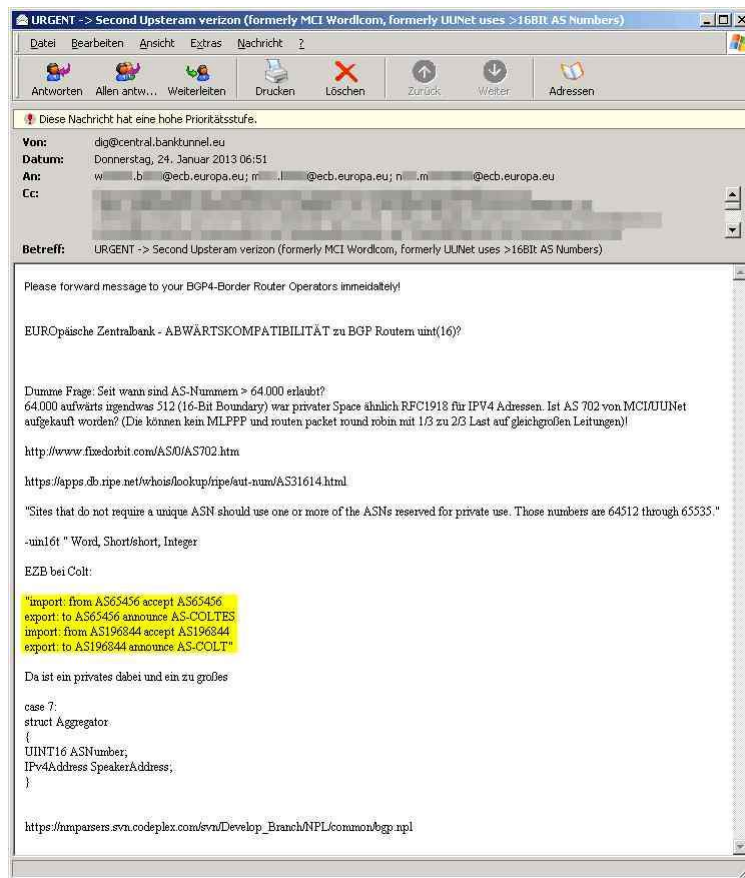 URGENT -> Second Upsteram verizon (formerly MCI Wordlcom, formerly UUNet uses >16BIt AS Numbers)
Datei Bearbeiten Ansicht Extras Nachricht ?
Antworten Allen antw... Weiterleiten Drucken Löschen Zurück Weiter Adressen
Diese Nachricht hat eine hohe Prioritätsstufe.
Von: dig@central.banktunnel.eu
Datum: Donnerstag, 24. Januar 2013 06:51
An: w .b @ecb.europa.eu; m .l @ecb.europa.eu; n .m @ecb.europa.eu
Cc:
Betreff: URGENT -> Second Upsteram verizon (formerly MCI Wordlcom, formerly UUNet uses >16BIt AS Numbers)
Please forward message to your BGP4-Border Router Operators immeidaltely!
EUROpäische Zentralbank - ABWÄRTSKOMPATIBILITÄT zu BGP Routern uint(16)?
Dumme Frage: Seit wann sind AS-Nummern > 64.000 erlaubt?
64.000 aufwärts irgendwas 512 (16-Bit Boundary) war privater Space ähnlich RFC1918 für IPV4 Adressen. Ist AS 702 von MCI/UUNet
aufgekauft worden? (Die können kein MLPPP und routen packet round robin mit 1/3 zu 2/3 Last auf gleichgroßen Leitungen)!
http://www.fixedorbit.com/AS/0/AS702.htm
https://apps.db.ripe.net/whois/lookup/ripe/aut-num/AS31614.html
"Sites that do not require a unique ASN should use one or more of the ASNs reserved for private use. Those numbers are 64512 through 65535."
-uin16t " Word, Short/short, Integer
EZB bei Colt:
"import: from AS65456 accept AS65456
export: to AS65456 announce AS-COLTES
import: from AS196844 accept AS196844
export: to AS196844 announce AS-COLT"
Da ist ein privates dabei und ein zu großes
case 7:
struct Aggregator
{
UINT16 ASNumber;
IPv4Address SpeakerAddress;
}
https://nmparsers.svn.codeplex.com/svn/Develop_Branch/NPL/common/bgp.npl